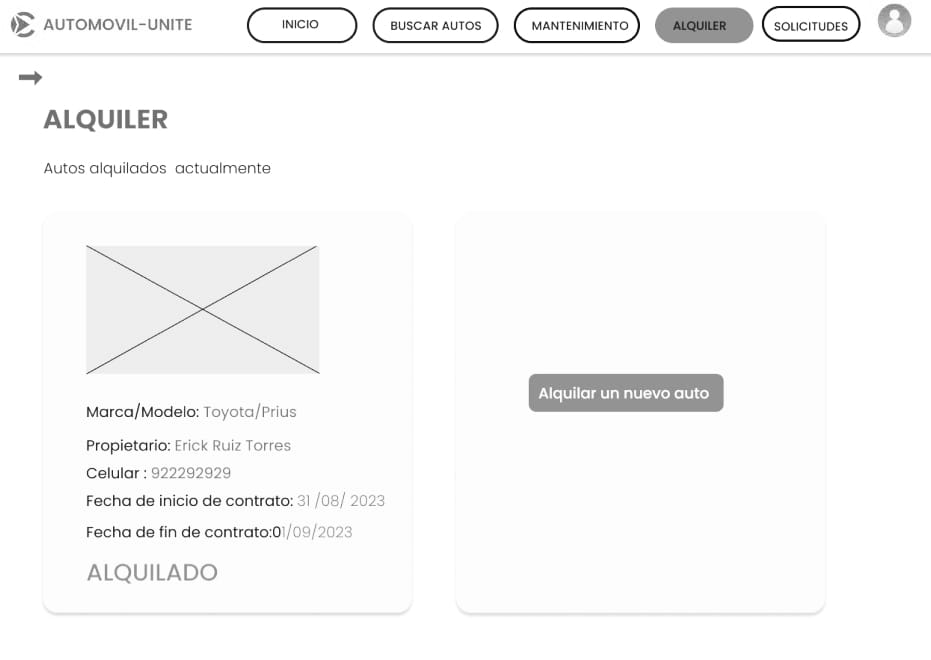 AUTOMOVIL-UNITE
INICIO
BUSCAR AUTOS
MANTENIMIENTO
ALQUILER
SOLICITUDES
ALQUILER
Autos alquilados  actualmente
Marca/Modelo: Toyota/Prius
Propietario: Erick Ruiz Torres
Celular : 922292929
Fecha de inicio de contrato: 31 /08/ 2023
Fecha de fin de contrato:01/09/2023
ALQUILADO
Alquilar un nuevo auto